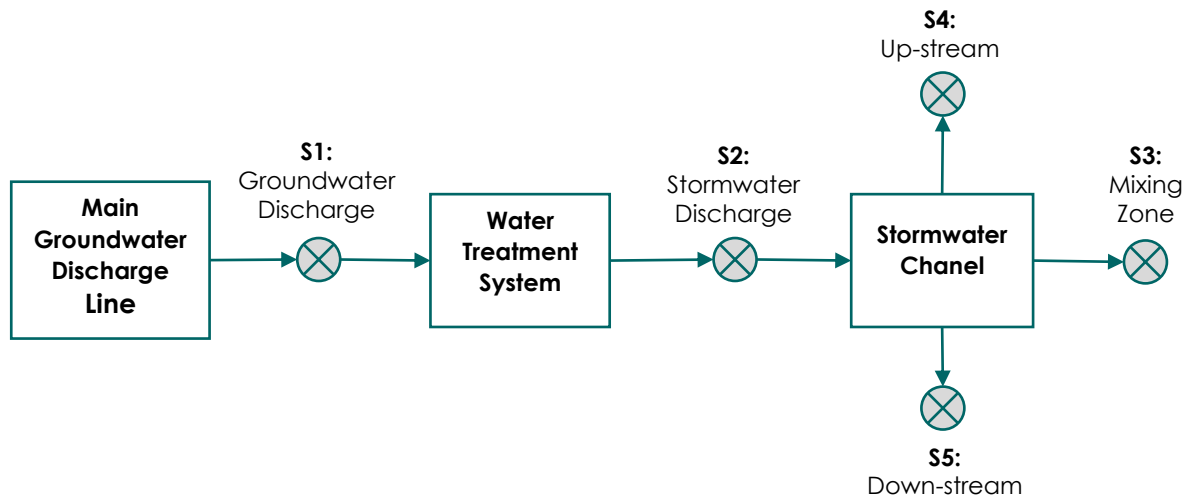 S4:
Up-stream
S1:
Groundwater
Discharge
S2:
Stormwater
Discharge
S3:
Mixing
Zone
Main
Groundwater
Discharge
Line
Water
Treatment
System
Stormwater
Chanel
S5:
Down-stream